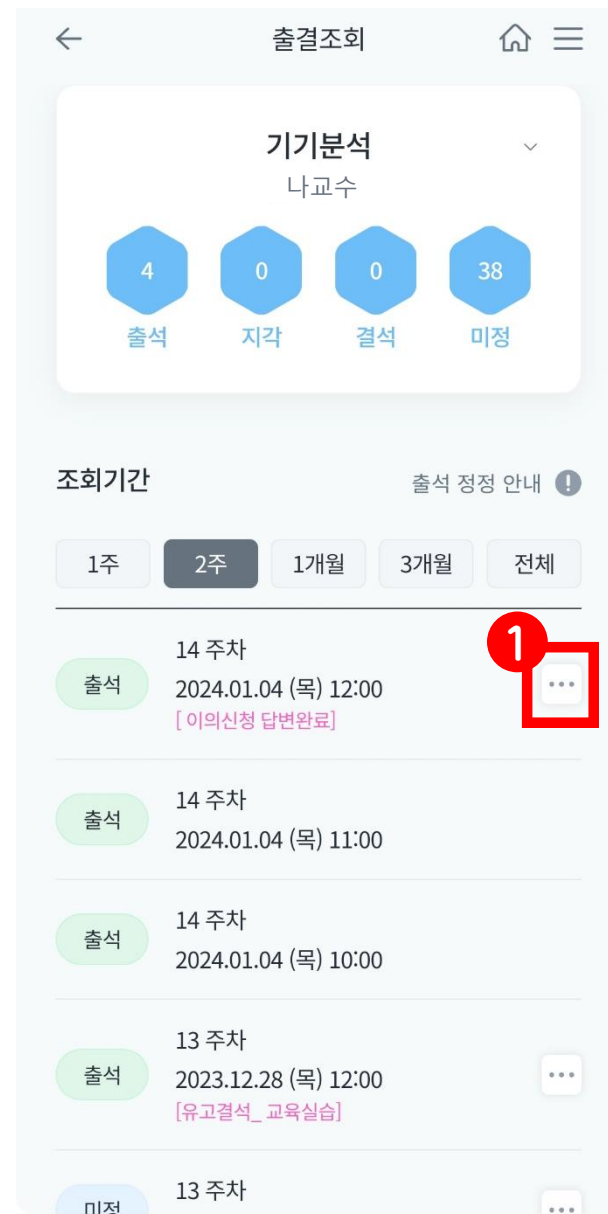 출결조회
기기분석
나교수
4 0 0 38
출석 지각 결석 미정
조회기간 출석 정정 안내 !
1주 2주 1개월 3개월 전체
1
14 주차
출석 2024.01.04 (목) 12:00
[ 이의신청 답변완료]
14 주차
출석 2024.01.04 (목) 11:00
14 주차
출석 2024.01.04 (목) 10:00
13 주차
출석 2023.12.28 (목) 12:00
[유고결석_ 교육실습]
13 주차
미정